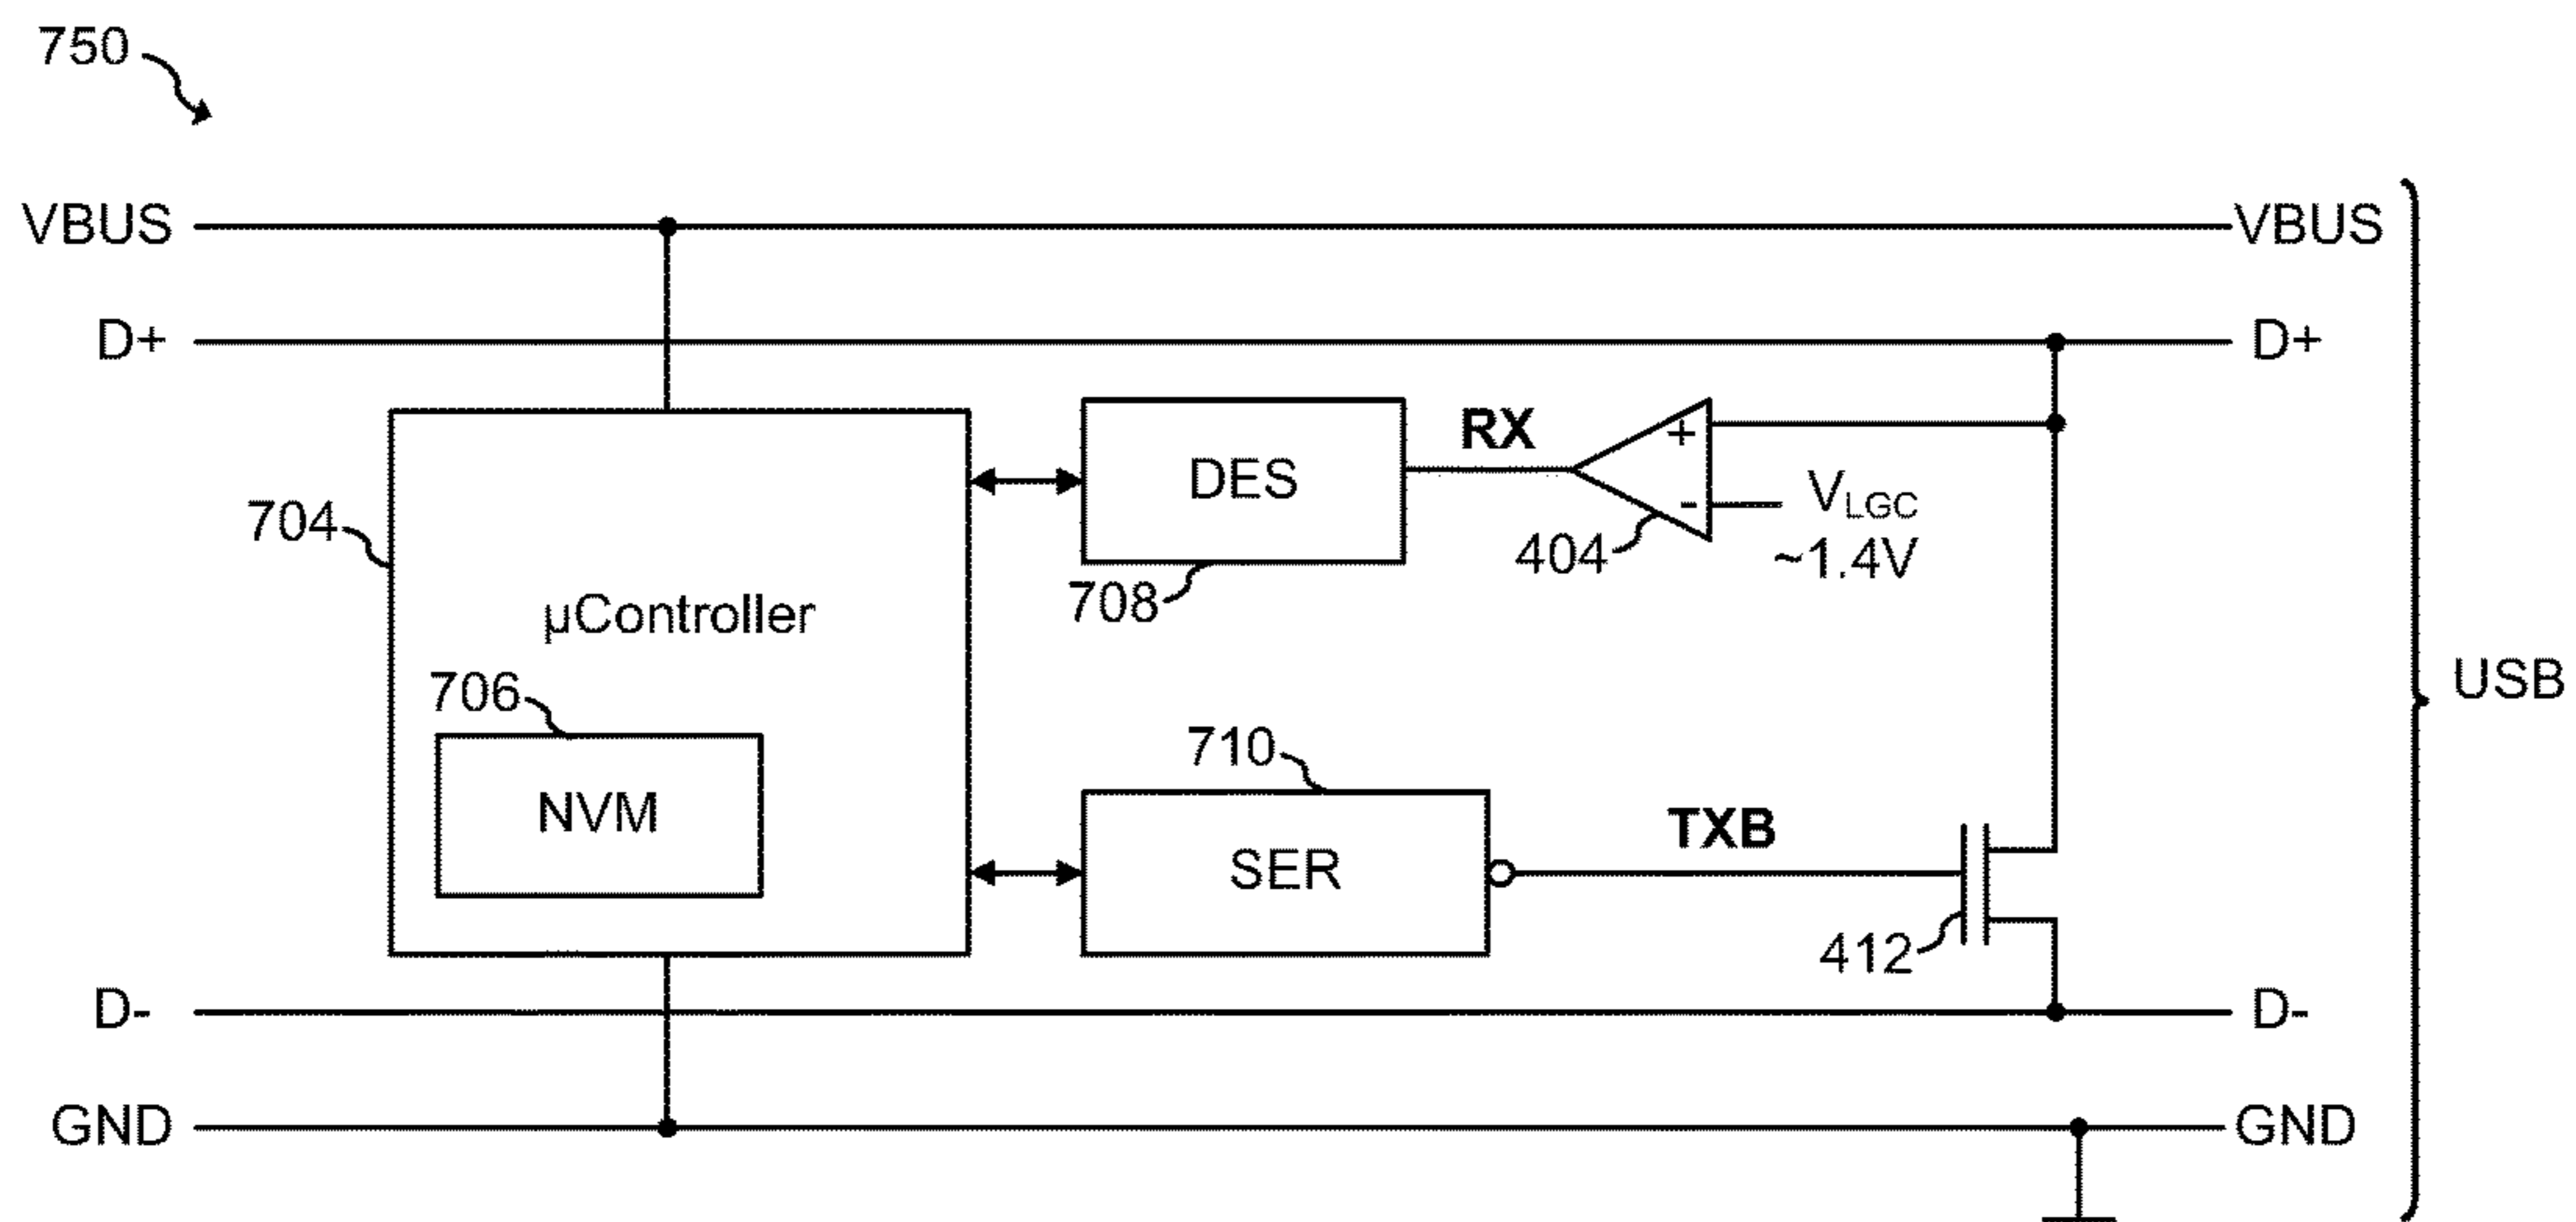 750
VBUS
VBUS
D+
D+
RX
+
DES
-
VLGC
~1.4V
704
404
708
µController
USB
706
710
NVM
TXB
SER
412
D-
D-
GND
GND